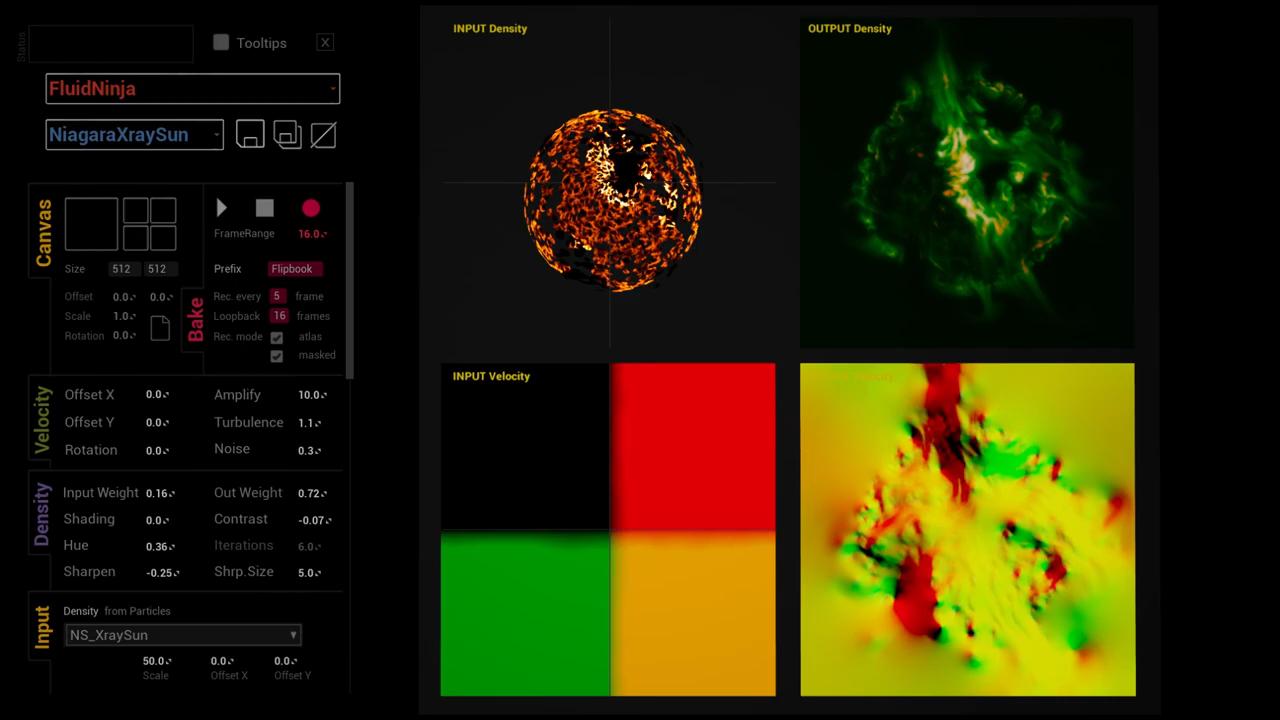 Status
Tooltips X
FluidNinja
NiagaraXraySun
Canvas
Size 512 512
Offset 0.0 0.0
Scale 1.0
Rotation 0.0
Bake
FrameRange 16.0
Prefix Flipbook
Rec. every 5 frame
Loopback 16 frames
Rec. mode atlas
masked
Velocity
Offset X 0.0 Amplify 10.0
Offset Y 0.0 Turbulence 1.1
Rotation 0.0 Noise 0.3
Density
Input Weight 0.16 Out Weight 0.72
Shading 0.0 Contrast -0.07
Hue 0.36 Iterations 6.0
Sharpen -0.25 Shrp.Size 5.0
Input
Density from Particles
NS_XraySun
50.0 0.0 0.0
Scale Offset X Offset Y
INPUT Density
OUTPUT Density
INPUT Velocity